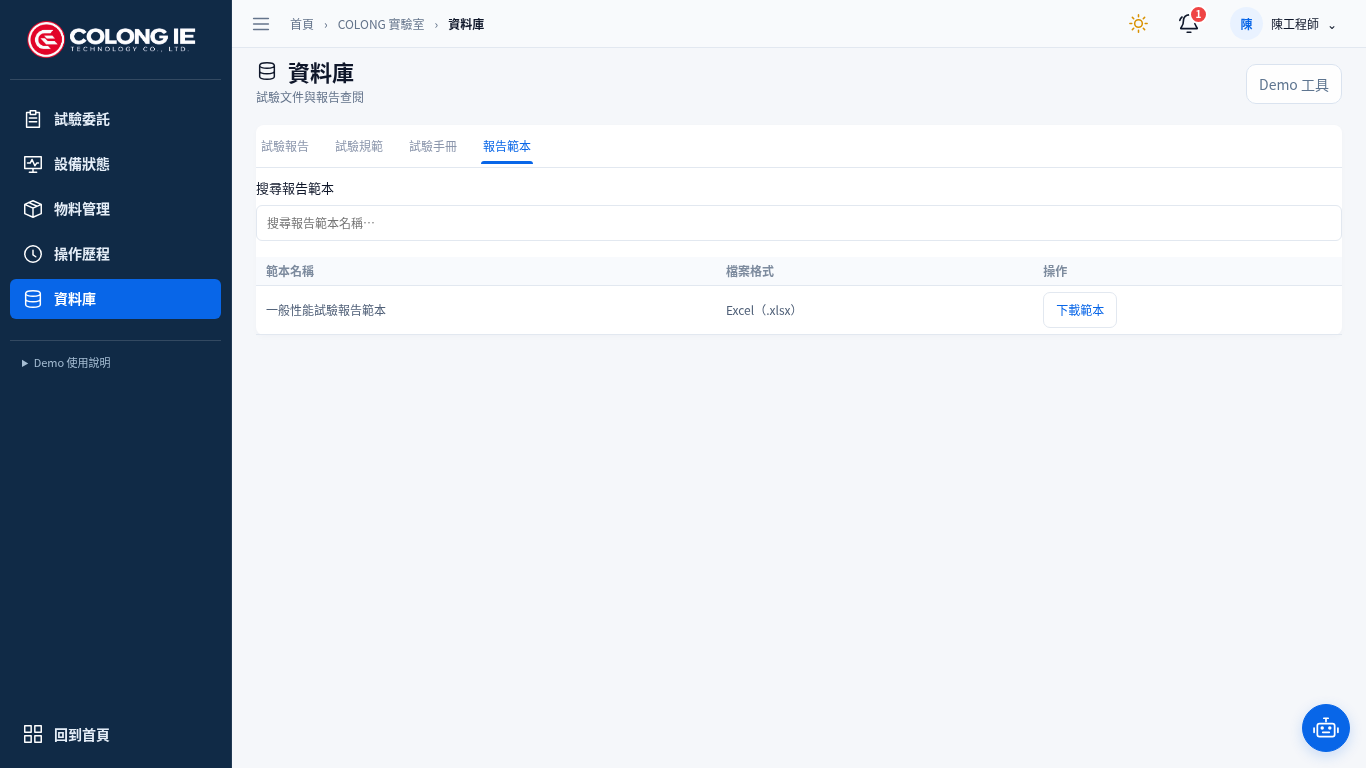 COLONG IE
TECHNOLOGY CO., LTD.
試驗委託
設備狀態
物料管理
操作歷程
資料庫
Demo 使用說明
回到首頁
首頁 › COLONG 實驗室 › 資料庫
1
陳 陳工程師
資料庫
試驗文件與報告查閱
Demo 工具
試驗報告 試驗規範 試驗手冊 報告範本
搜尋報告範本
搜尋報告範本名稱…
範本名稱 檔案格式 操作
一般性能試驗報告範本 Excel（.xlsx） 下載範本